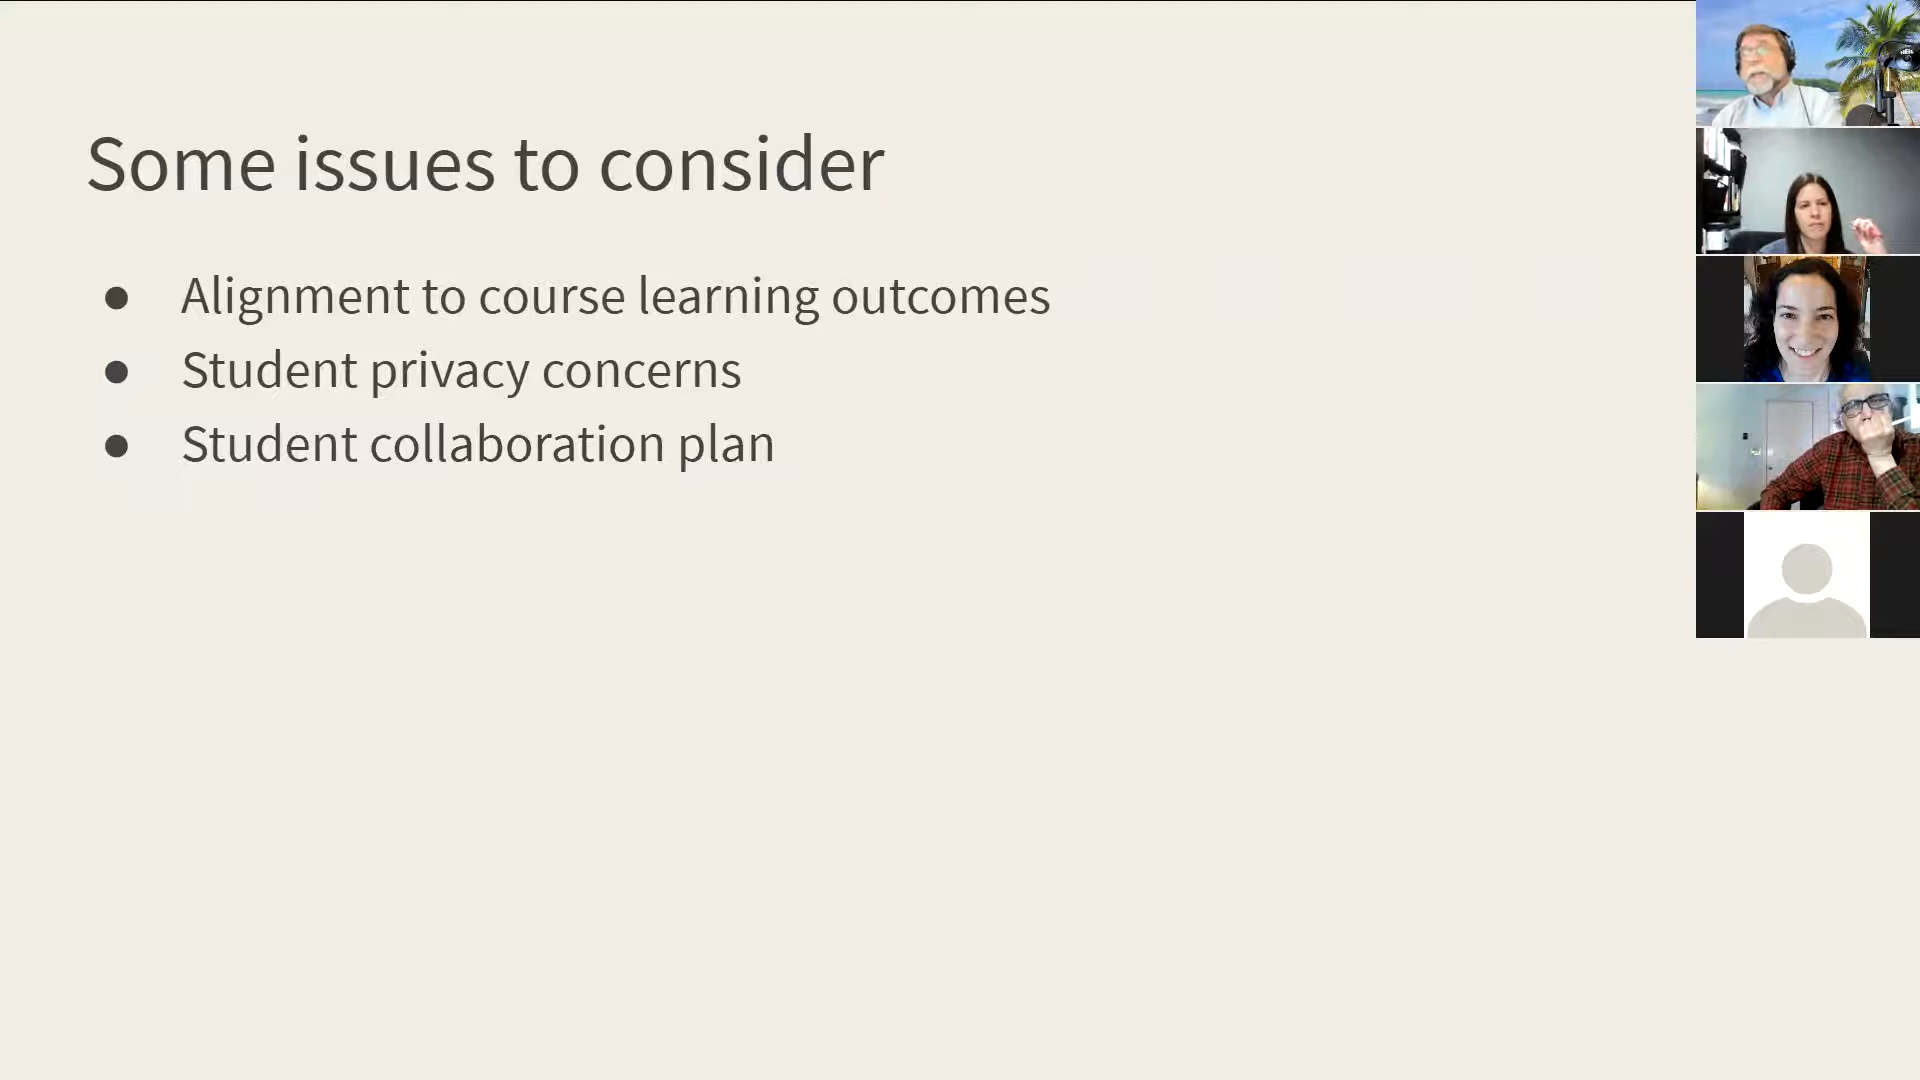 Some issues to consider
● Alignment to course learning outcomes
● Student privacy concerns
● Student collaboration plan